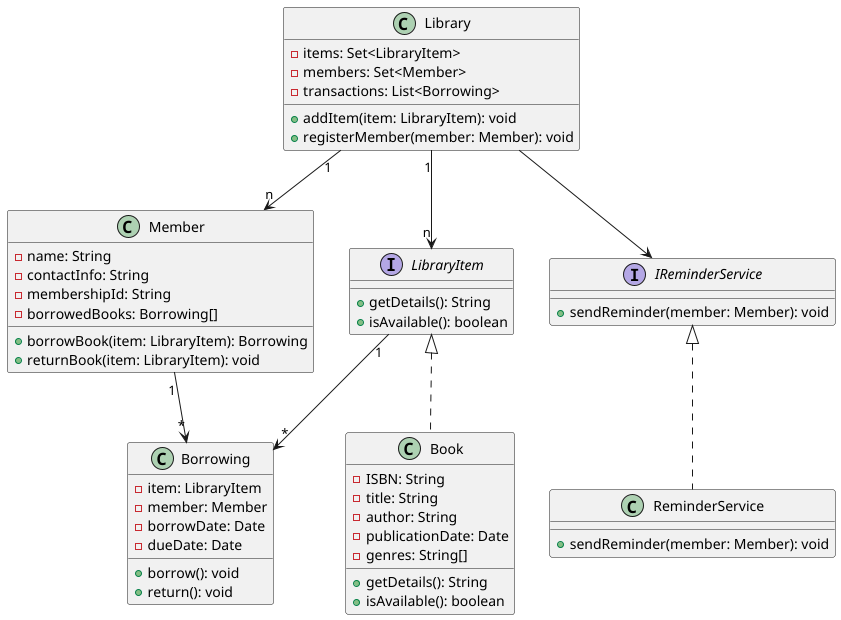 C Library
items: Set<LibraryItem>
members: Set<Member>
transactions: List<Borrowing>
addItem(item: LibraryItem): void
registerMember(member: Member): void
1
1
n
n
C Member
name: String
contactInfo: String
membershipId: String
borrowedBooks: Borrowing[]
borrowBook(item: LibraryItem): Borrowing
returnBook(item: LibraryItem): void
I LibraryItem
getDetails(): String
isAvailable(): boolean
I IReminderService
sendReminder(member: Member): void
1
1
*
*
C Borrowing
item: LibraryItem
member: Member
borrowDate: Date
dueDate: Date
borrow(): void
return(): void
C Book
ISBN: String
title: String
author: String
publicationDate: Date
genres: String[]
getDetails(): String
isAvailable(): boolean
C ReminderService
sendReminder(member: Member): void